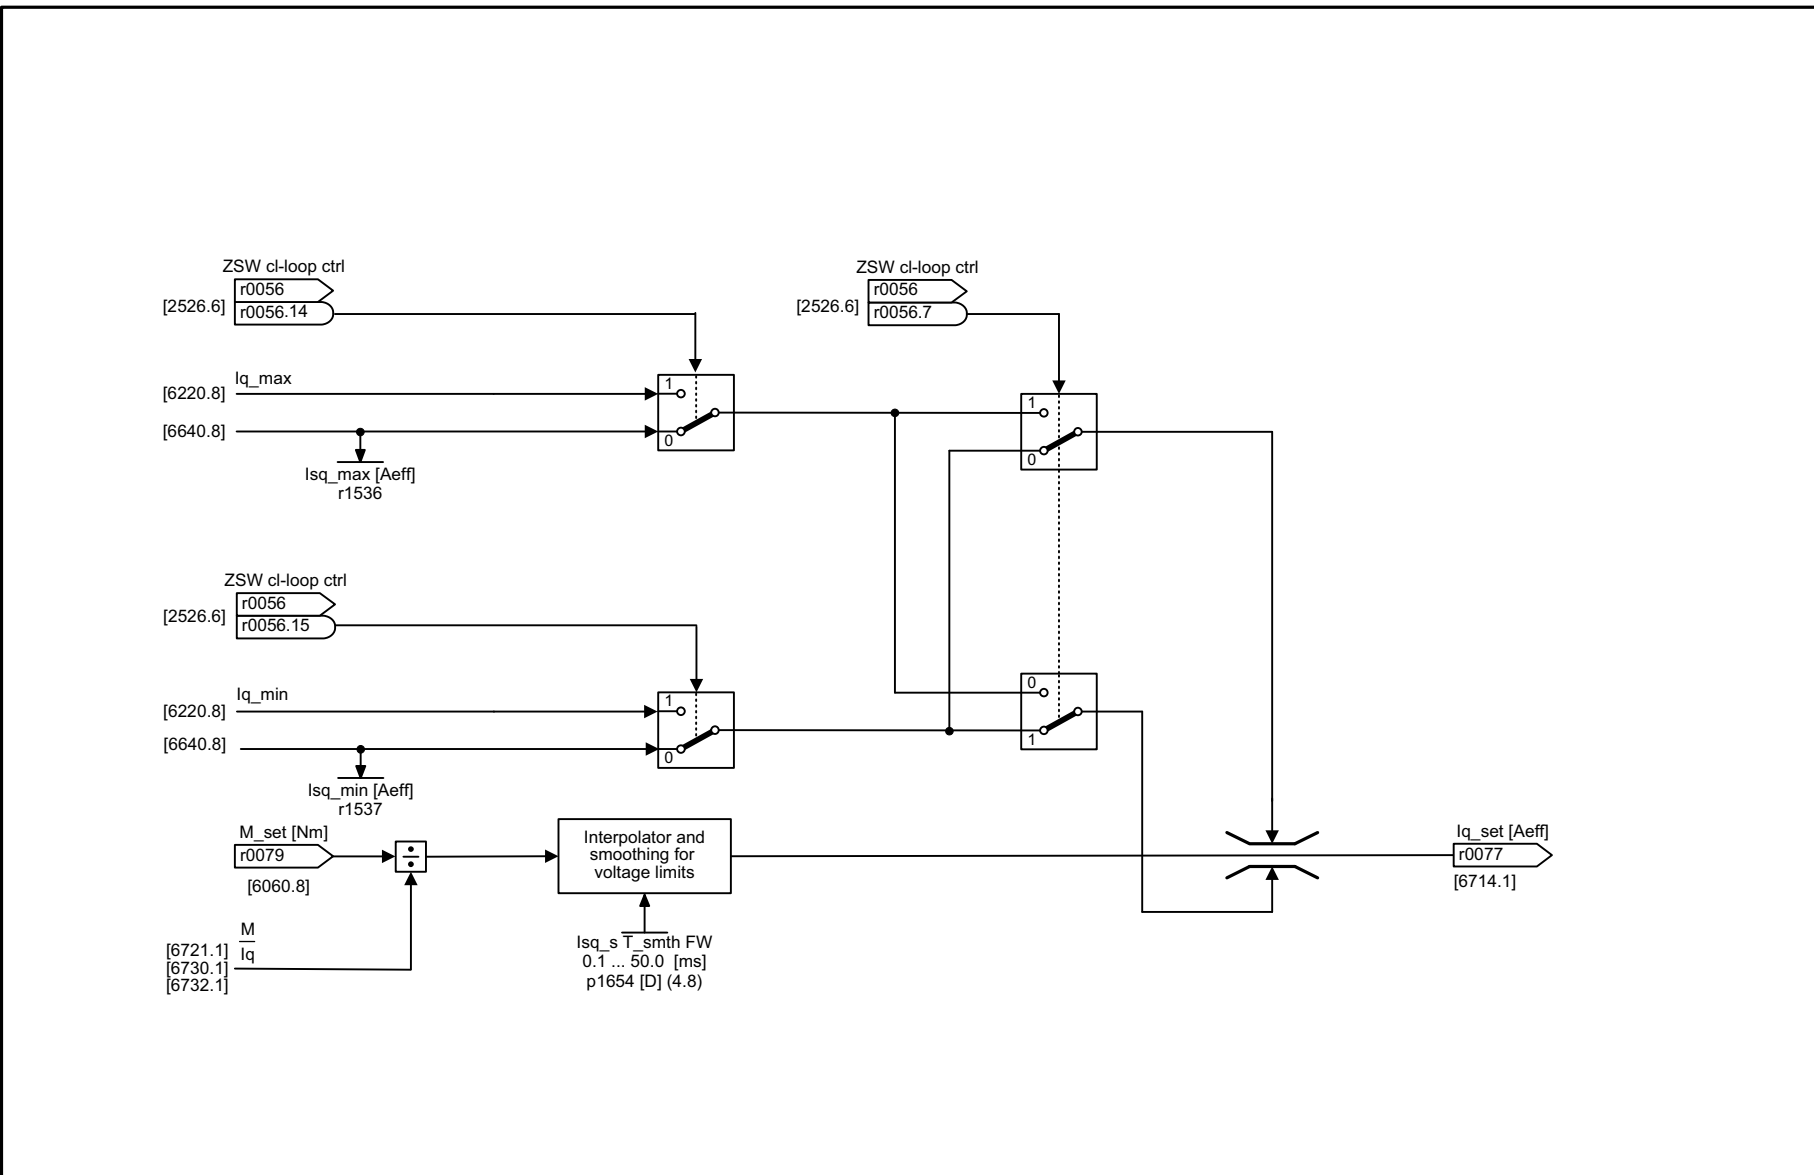 ZSW cl-loop ctrl
r0056
[2526.6]
r0056.14
ZSW cl-loop ctrl
r0056
[2526.6]
r0056.7
Iq_max
[6220.8]
1
[6640.8]
0
Isq_max [Aeff]
r1536
1
0
ZSW cl-loop ctrl
r0056
[2526.6]
r0056.15
Iq_min
[6220.8]
1
[6640.8]
0
Isq_min [Aeff]
r1537
0
1
M_set [Nm]
r0079
[6060.8]
÷
Interpolator and
smoothing for
voltage limits
Iq_set [Aeff]
r0077
[6714.1]
M
Iq
[6721.1]
[6730.1]
[6732.1]
Isq_s T_smth FW
0.1 ... 50.0 [ms]
p1654 [D] (4.8)